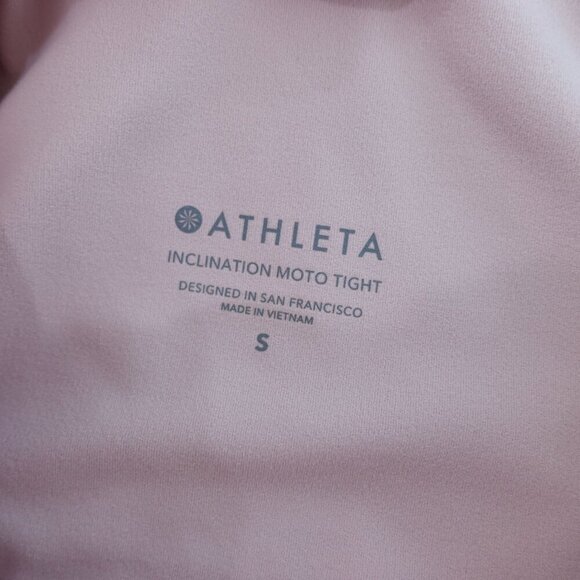 ATHLETA
INCLINATION MOTO TIGHT
DESIGNED IN SAN FRANCISCO
MADE IN VIETNAM
S